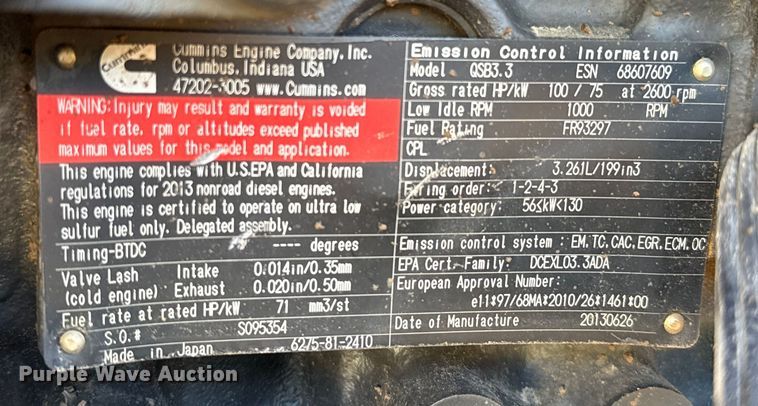 Cummins
Cummins Engine Company, Inc.
Columbus, Indiana USA
47202-3005 www.Cummins.com
WARNING: Injury may result and warranty is voided
if fuel rate, rpm or altitudes exceed published
maximum values for this model and application.
This engine complies with U.S.EPA and California
regulations for 2013 nonroad diesel engines.
This engine is certified to operate on ultra low
sulfur fuel only. Delegated assembly.
Timing-BTDC ---- degrees
Valve Lash Intake 0.014in/0.35mm
(cold engine) Exhaust 0.020in/0.50mm
Fuel rate at rated HP/kW 71 mm3/st
S.O.# SO95354
Made in Japan 6275-81-2410
Emission Control Information
Model QSB3.3 ESN 68607609
Gross rated HP/kW 100 / 75 at 2600 rpm
Low Idle RPM 1000 RPM
Fuel Rating FR93297
CPL
Displacement: 3.261L/199in3
Firing order: 1-2-4-3
Power category: 56≤kW<130
Emission control system : EM,TC,CAC,EGR,ECM,OC
EPA Cert. Family: DCEXL03.3ADA
European Approval Number:
e11*97/68MA*2010/26*1461*00
Date of Manufacture 20130626
Purple Wave Auction